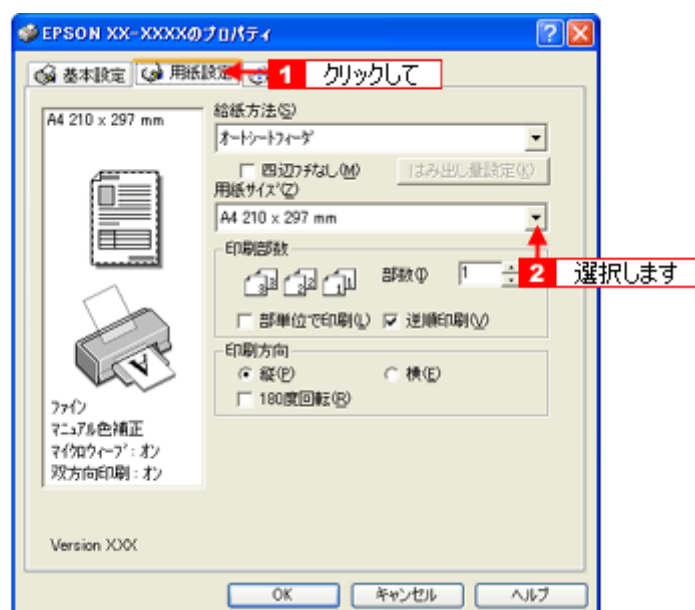 EPSON XX-XXXXのプロパティ
基本設定
用紙設定
1 クリックして
A4 210 x 297 mm
給紙方法(S)
オートシートフィーダ
四辺フチなし(M)
はみ出し量設定(K)
用紙サイズ(Z)
A4 210 x 297 mm
2 選択します
印刷部数
部数(I) 1
部単位で印刷(L)
逆順印刷(V)
印刷方向
縦(P)
横(E)
180度回転(R)
ファイン
マニュアル色補正
マイクロウィーブ:オン
双方向印刷:オン
Version XXX
OK
キャンセル
ヘルプ